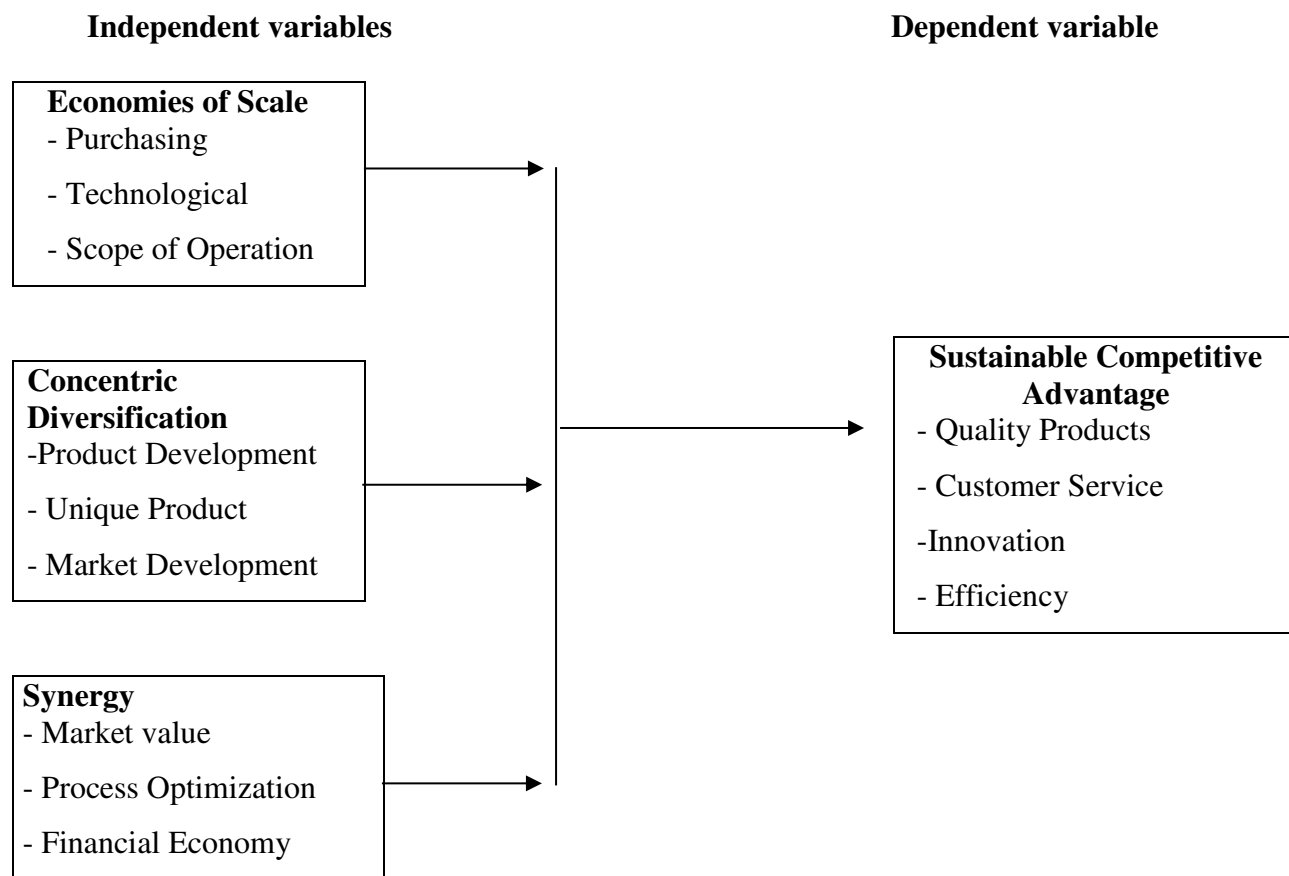 Independent variables
Dependent variable
Economies of Scale
- Purchasing
- Technological
- Scope of Operation
Concentric
Diversification
-Product Development
- Unique Product
- Market Development
Synergy
- Market value
- Process Optimization
- Financial Economy
Sustainable Competitive
Advantage
- Quality Products
- Customer Service
-Innovation
- Efficiency